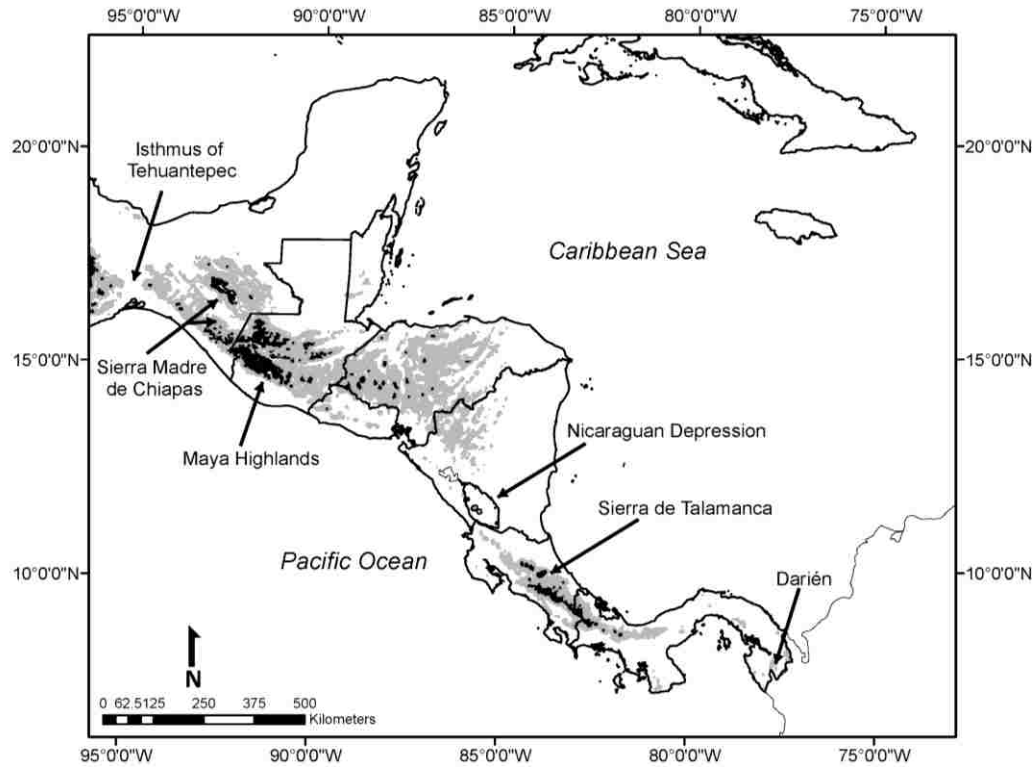 95°0'0"W 90°0'0"W 85°0'0"W 80°0'0"W 75°0'0"W
20°0'0"N 20°0'0"N
Isthmus of
Tehuantepec
Caribbean Sea
15°0'0"N 15°0'0"N
Sierra Madre
de Chiapas
Maya Highlands
Nicaraguan Depression
Sierra de Talamanca
Pacific Ocean
10°0'0"N 10°0'0"N
Darién
N
0 62.5125 250 375 500
Kilometers
95°0'0"W 90°0'0"W 85°0'0"W 80°0'0"W 75°0'0"W